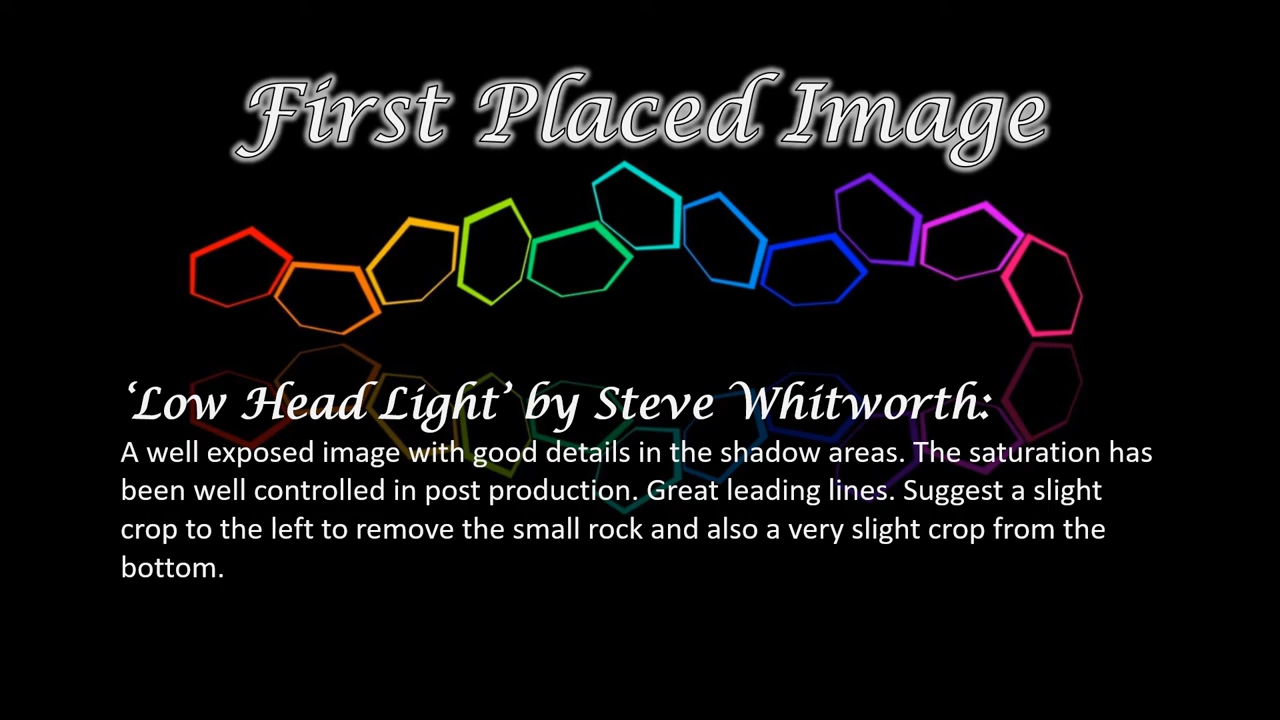 First Placed Image
‘Low Head Light’ by Steve Whitworth:
A well exposed image with good details in the shadow areas. The saturation has
been well controlled in post production. Great leading lines. Suggest a slight
crop to the left to remove the small rock and also a very slight crop from the
bottom.